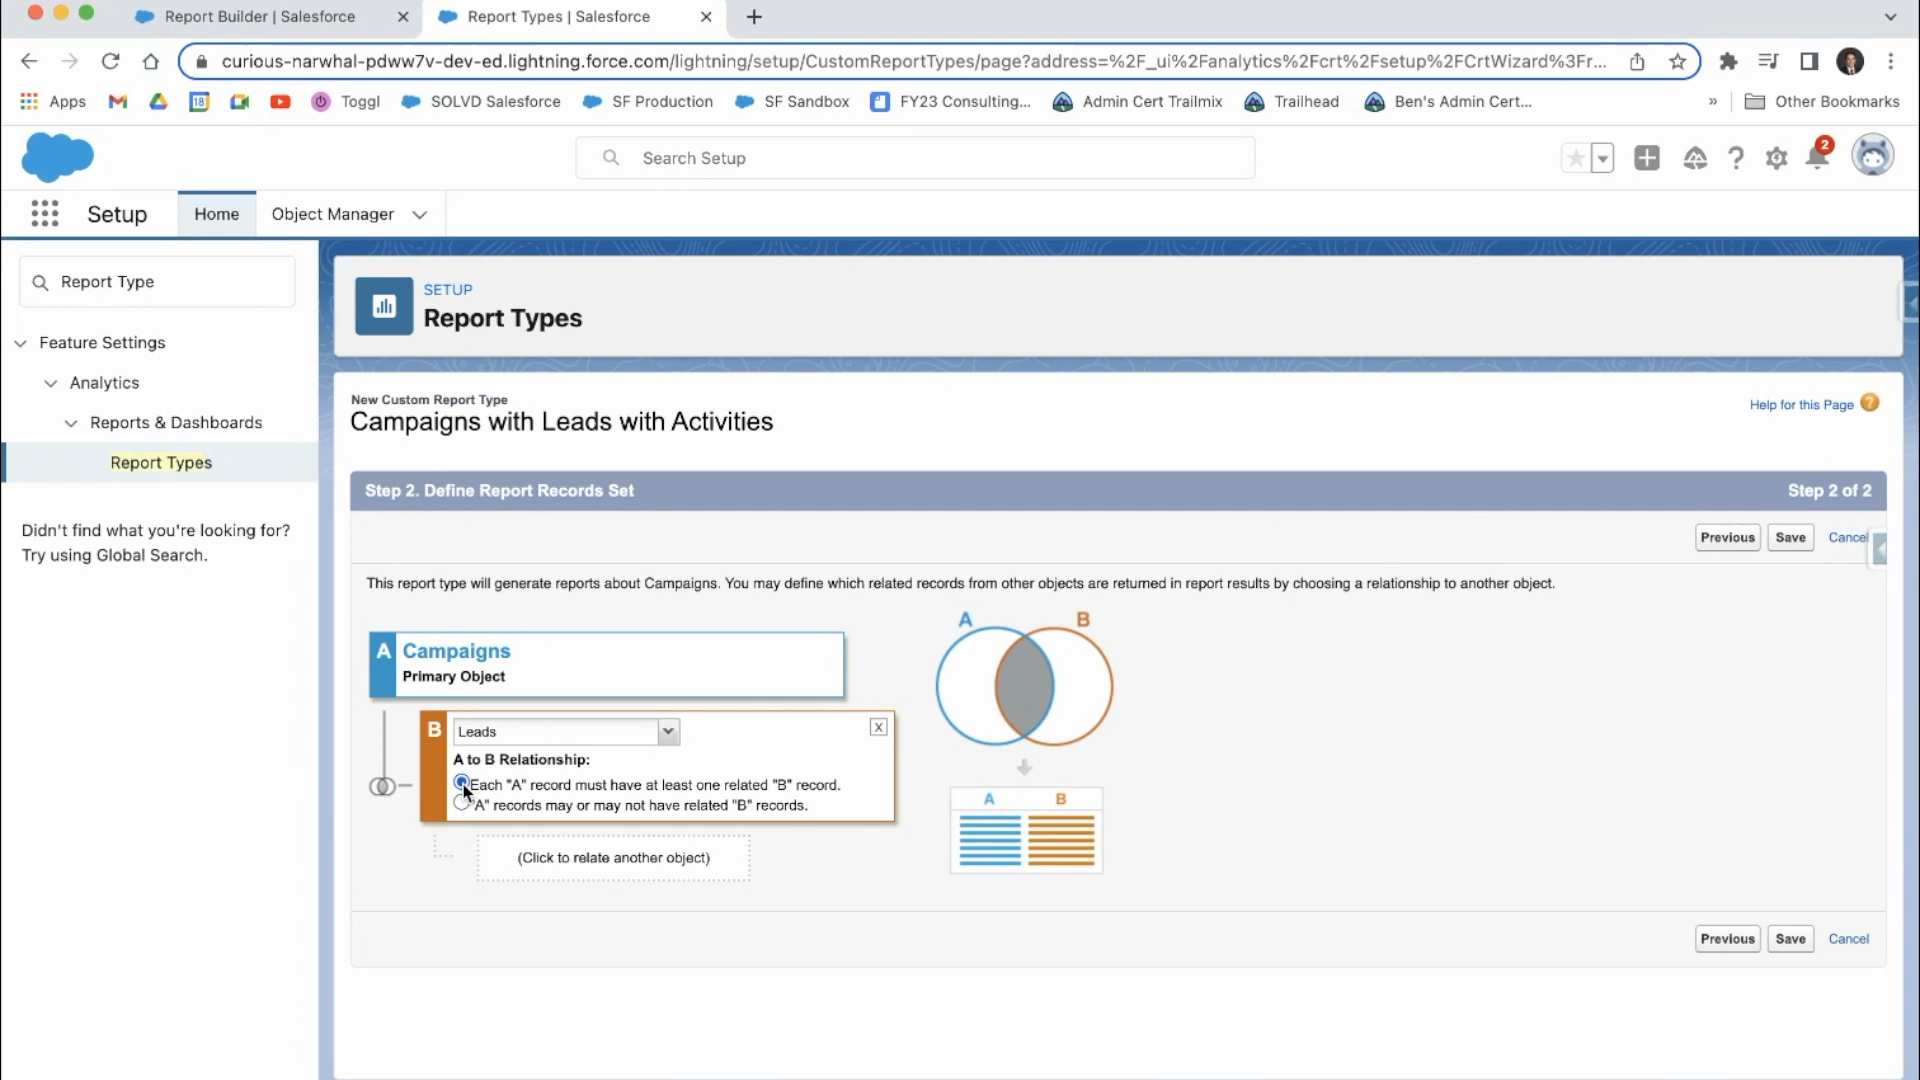 Report Builder | Salesforce
Report Types | Salesforce
curious-narwhal-pdww7v-dev-ed.lightning.force.com/lightning/setup/CustomReportTypes/page?address=%2F_ui%2Fanalytics%2Fcrt%2Fsetup%2FCrtWizard%3Fr...
Apps
18
Toggl
SOLVD Salesforce
SF Production
SF Sandbox
FY23 Consulting...
Admin Cert Trailmix
Trailhead
Ben's Admin Cert...
»
Other Bookmarks
Search Setup
2
Setup
Home
Object Manager
Report Type
Feature Settings
Analytics
Reports & Dashboards
Report Types
Didn't find what you're looking for?
Try using Global Search.
SETUP
Report Types
New Custom Report Type
Campaigns with Leads with Activities
Help for this Page ?
Step 2. Define Report Records Set
Step 2 of 2
Previous
Save
Cancel
This report type will generate reports about Campaigns. You may define which related records from other objects are returned in report results by choosing a relationship to another object.
A
Campaigns
Primary Object
B
Leads
X
A to B Relationship:
Each "A" record must have at least one related "B" record.
"A" records may or may not have related "B" records.
(Click to relate another object)
A
B
A
B
Previous
Save
Cancel